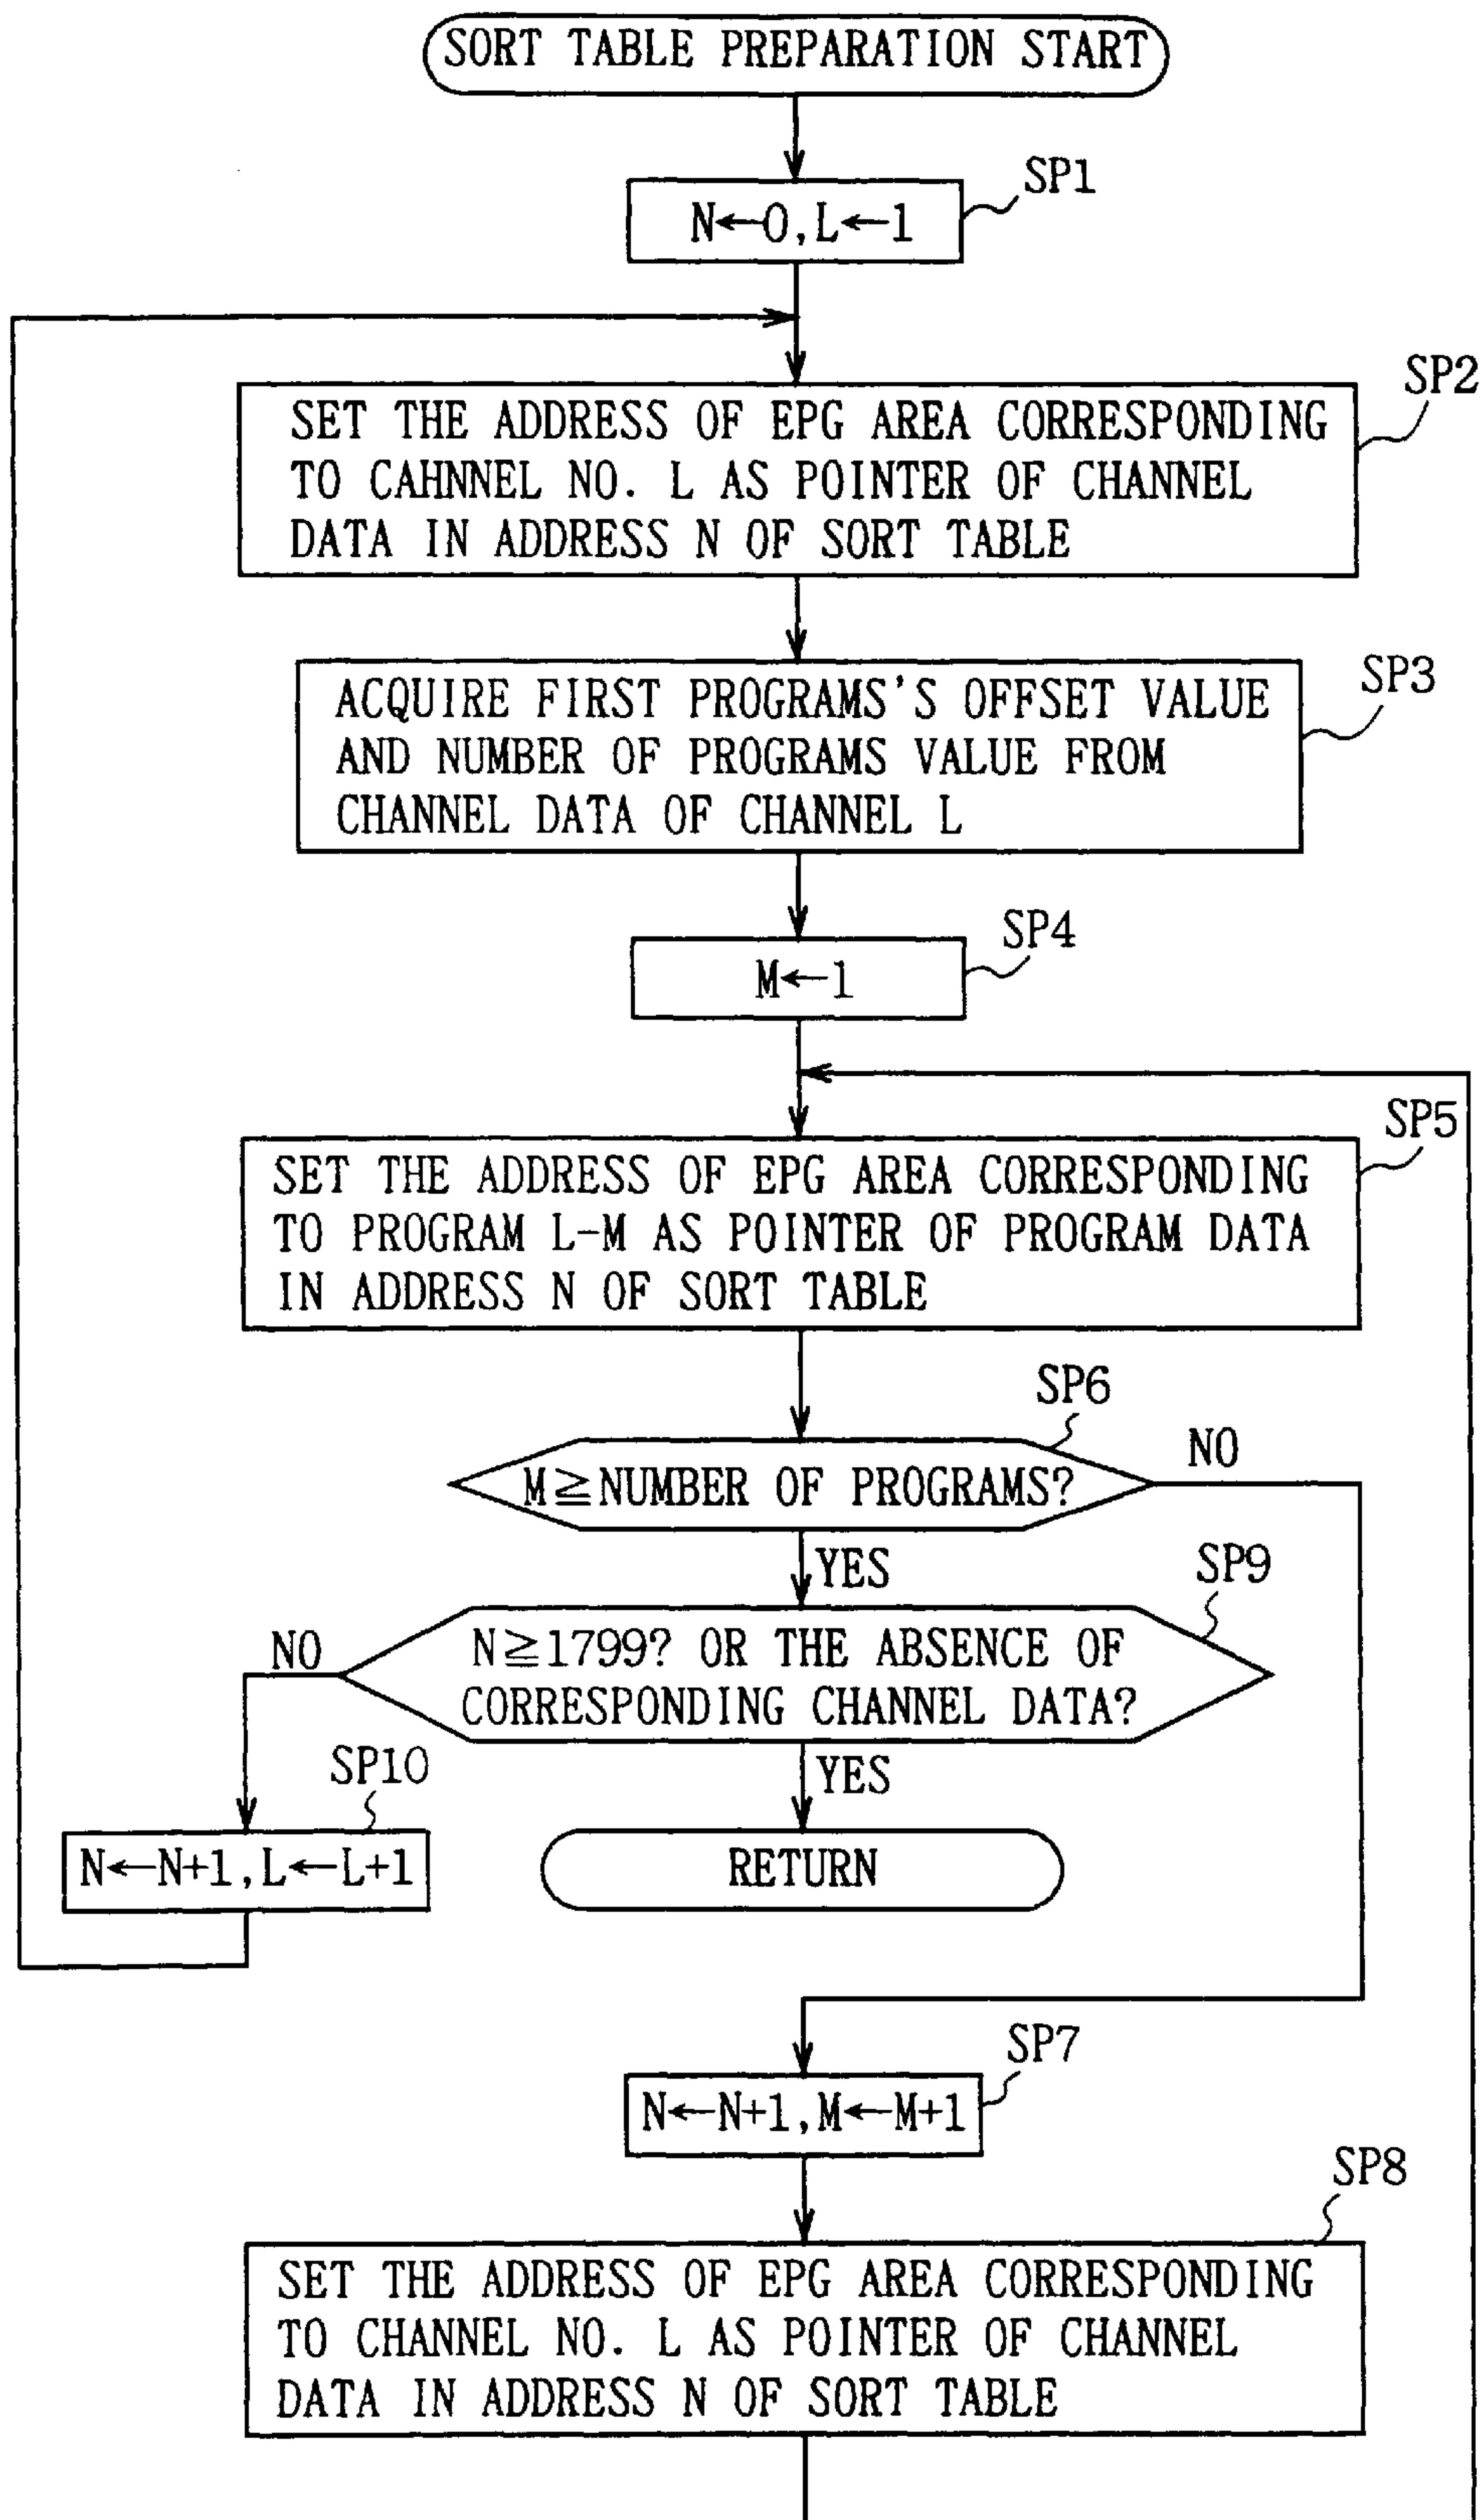 SORT TABLE PREPARATION START
SP1
N←0,L←1
SP2
SET THE ADDRESS OF EPG AREA CORRESPONDING
TO CAHNNEL NO. L AS POINTER OF CHANNEL
DATA IN ADDRESS N OF SORT TABLE
SP3
ACQUIRE FIRST PROGRAMS'S OFFSET VALUE
AND NUMBER OF PROGRAMS VALUE FROM
CHANNEL DATA OF CHANNEL L
SP4
M←1
SP5
SET THE ADDRESS OF EPG AREA CORRESPONDING
TO PROGRAM L-M AS POINTER OF PROGRAM DATA
IN ADDRESS N OF SORT TABLE
SP6
M≧NUMBER OF PROGRAMS?
NO
YES
SP9
N≧1799? OR THE ABSENCE OF
CORRESPONDING CHANNEL DATA?
NO
YES
SP10
N←N+1,L←L+1
RETURN
SP7
N←N+1,M←M+1
SP8
SET THE ADDRESS OF EPG AREA CORRESPONDING
TO CHANNEL NO. L AS POINTER OF CHANNEL
DATA IN ADDRESS N OF SORT TABLE